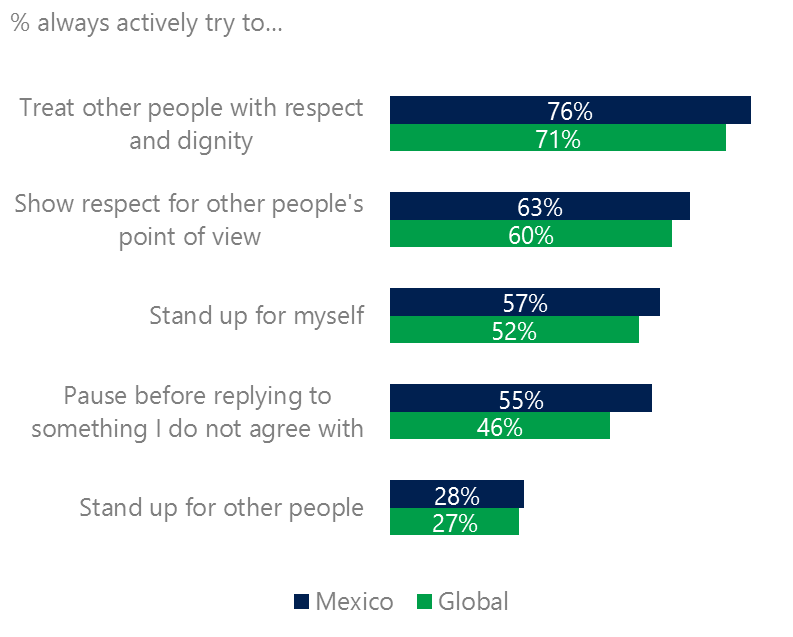 % always actively try to...
Treat other people with respect
and dignity
76%
71%
Show respect for other people's
point of view
63%
60%
Stand up for myself
57%
52%
Pause before replying to
something I do not agree with
55%
46%
Stand up for other people
28%
27%
Mexico Global